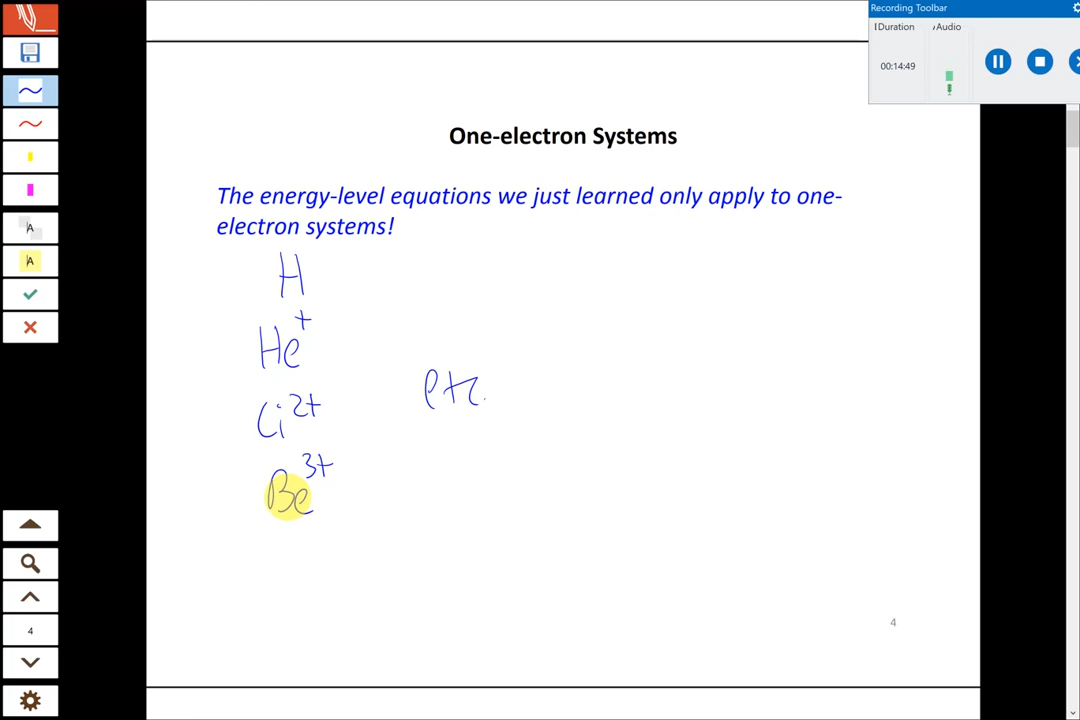 Recording Toolbar
Duration
Audio
00:14:49
One-electron Systems
The energy-level equations we just learned only apply to one-
electron systems!
H
He+
Li2+
etc.
Be3+
A
A
4
4